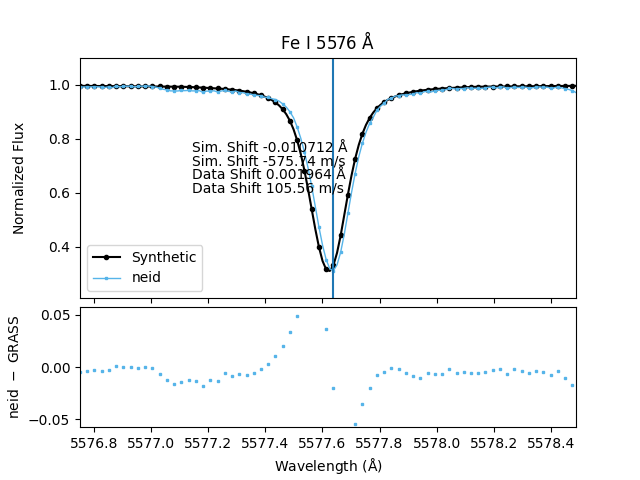 Fe I 5576 Å
Normalized Flux
1.0
0.8
0.6
0.4
Sim. Shift -0.010712 Å
Sim. Shift -575.74 m/s
Data Shift 0.001964 Å
Data Shift 105.56 m/s
Synthetic
neid
neid − GRASS
0.05
0.00
−0.05
5576.8 5577.0 5577.2 5577.4 5577.6 5577.8 5578.0 5578.2 5578.4
Wavelength (Å)